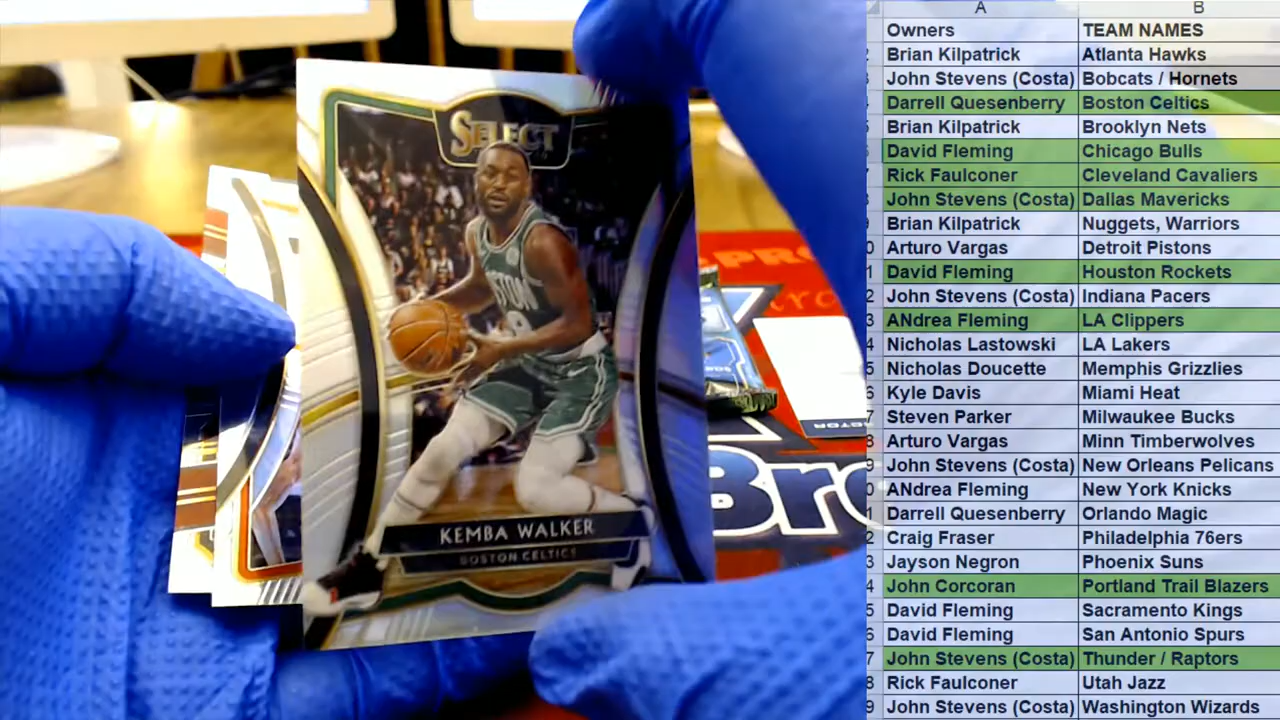 SELECT
KEMBA WALKER
BOSTON CELTICS
Bro
A B
Owners TEAM NAMES
Brian Kilpatrick Atlanta Hawks
John Stevens (Costa) Bobcats / Hornets
Darrell Quesenberry Boston Celtics
Brian Kilpatrick Brooklyn Nets
David Fleming Chicago Bulls
Rick Faulconer Cleveland Cavaliers
John Stevens (Costa) Dallas Mavericks
Brian Kilpatrick Nuggets, Warriors
Arturo Vargas Detroit Pistons
David Fleming Houston Rockets
John Stevens (Costa) Indiana Pacers
ANdrea Fleming LA Clippers
Nicholas Lastowski LA Lakers
Nicholas Doucette Memphis Grizzlies
Kyle Davis Miami Heat
Steven Parker Milwaukee Bucks
Arturo Vargas Minn Timberwolves
John Stevens (Costa) New Orleans Pelicans
ANdrea Fleming New York Knicks
Darrell Quesenberry Orlando Magic
Craig Fraser Philadelphia 76ers
Jayson Negron Phoenix Suns
John Corcoran Portland Trail Blazers
David Fleming Sacramento Kings
David Fleming San Antonio Spurs
John Stevens (Costa) Thunder / Raptors
Rick Faulconer Utah Jazz
John Stevens (Costa) Washington Wizards